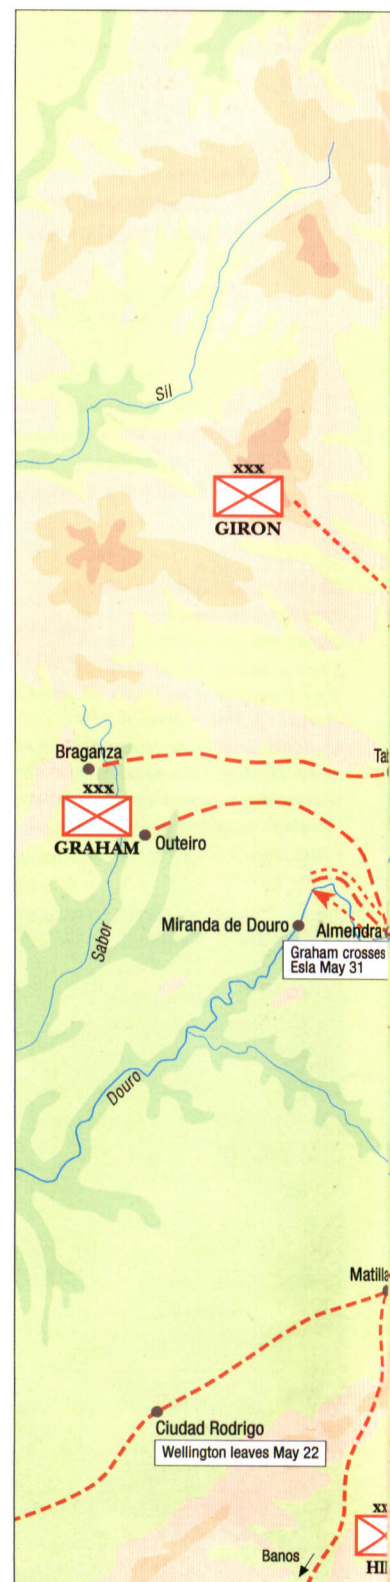 Sil
xxx
GIRON
Braganza
xxx
GRAHAM
Outeiro
Sabor
Miranda de Douro
Almendra
Graham crosses
Esla May 31
Douro
Matilla
Ciudad Rodrigo
Wellington leaves May 22
Banos